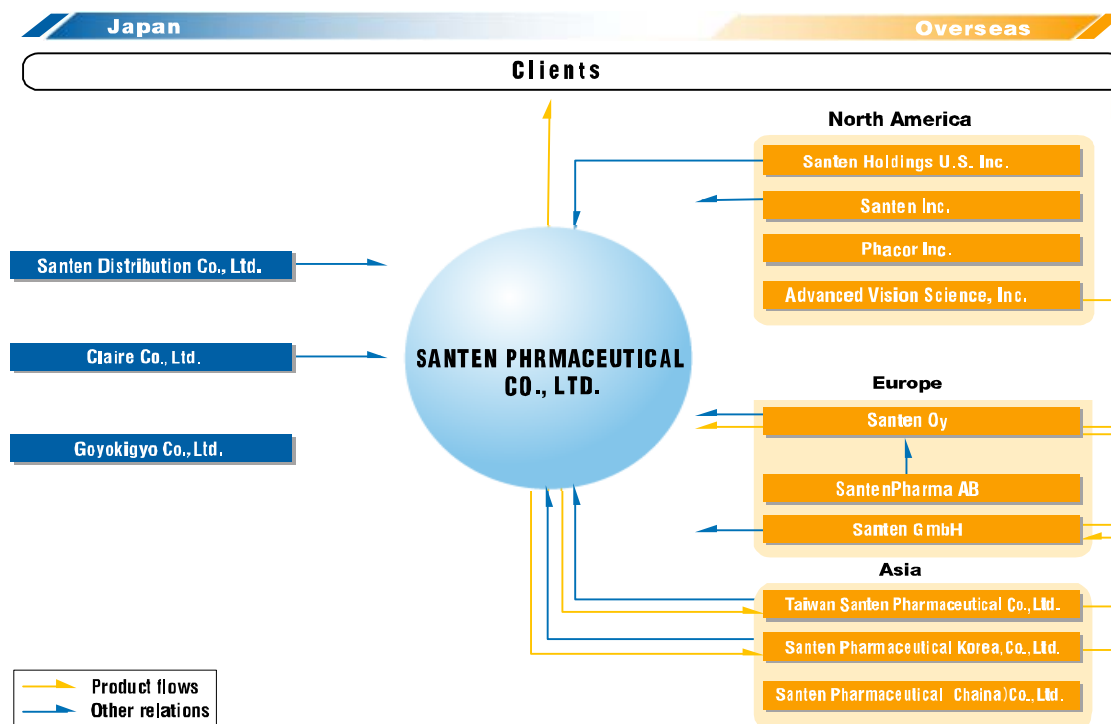 Japan
Overseas
Clients
North America
Santen Holdings U.S. Inc.
Santen Inc.
Phacor Inc.
Advanced Vision Science, Inc.
Santen Distribution Co., Ltd.
Claire Co., Ltd.
Goyokigyo Co., Ltd.
SANTEN PHRMACEUTICAL
CO., LTD.
Europe
Santen Oy
SantenPharma AB
Santen GmbH
Asia
Taiwan Santen Pharmaceutical Co., Ltd.
Santen Pharmaceutical Korea, Co., Ltd.
Santen Pharmaceutical Chaina) Co., Ltd.
Product flows
Other relations